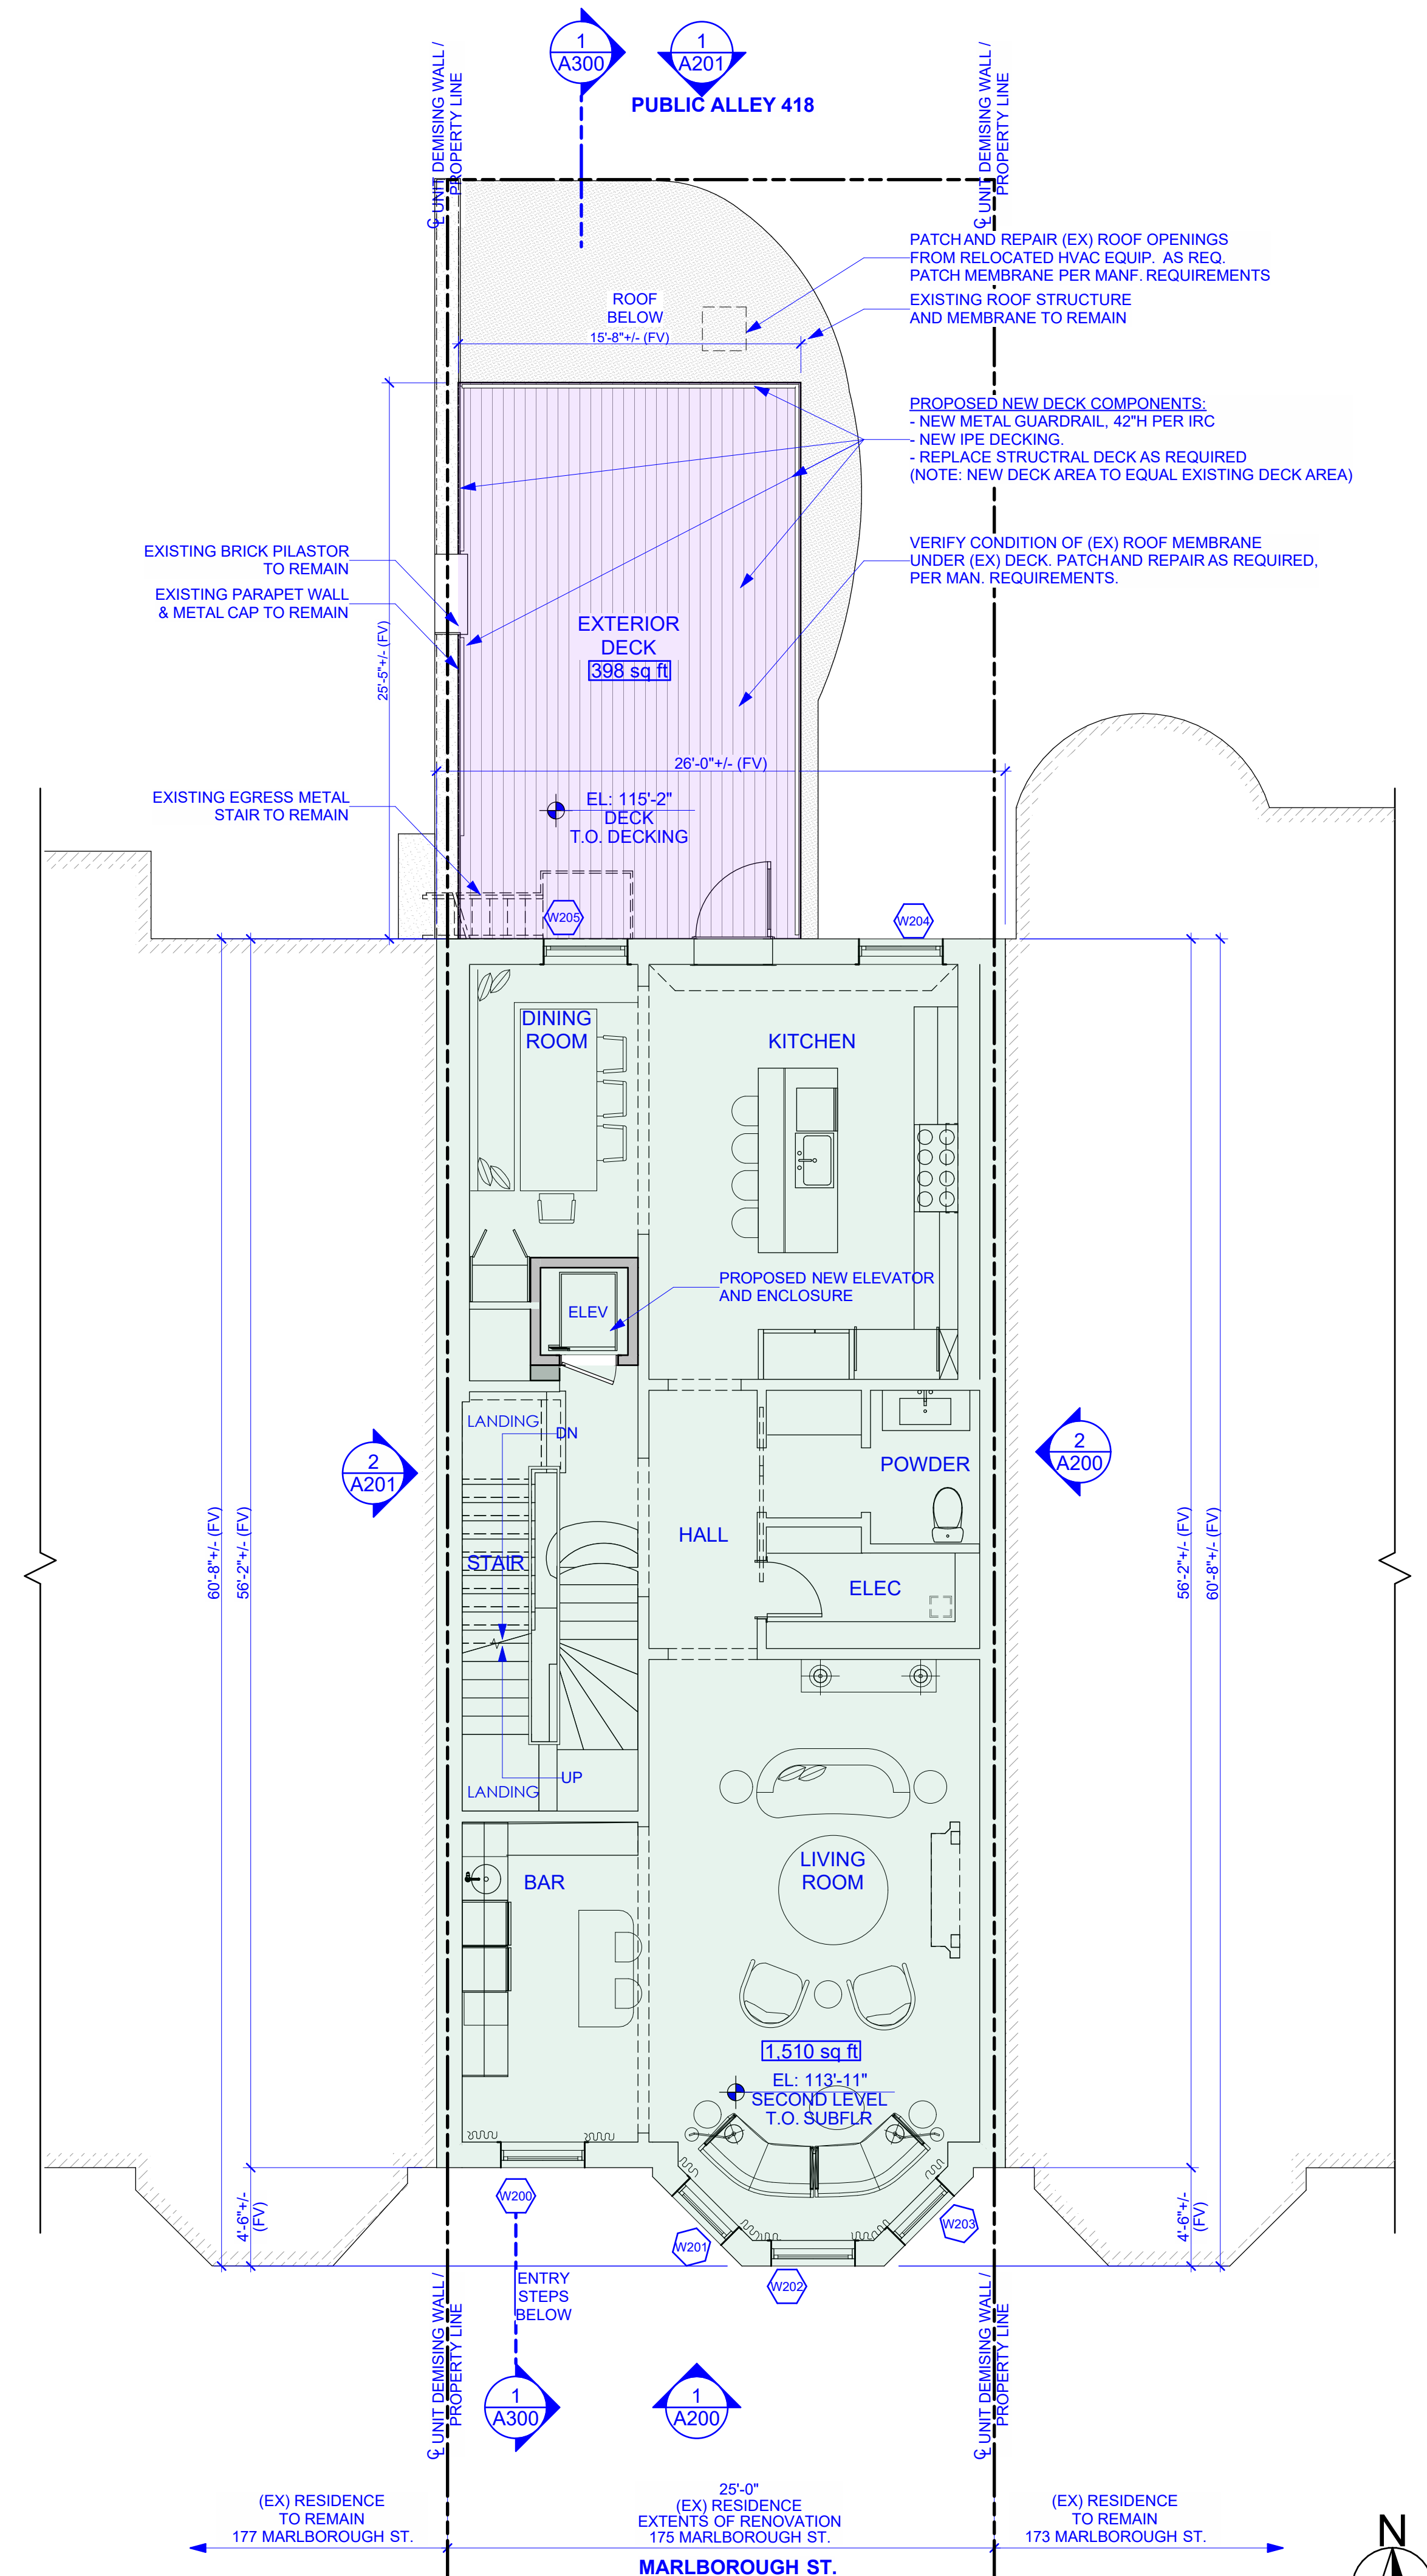 1
A300
1
A201
PUBLIC ALLEY 418
℄ UNIT DEMISING WALL /
PROPERTY LINE
℄ UNIT DEMISING WALL /
PROPERTY LINE
PATCH AND REPAIR (EX) ROOF OPENINGS
FROM RELOCATED HVAC EQUIP. AS REQ.
PATCH MEMBRANE PER MANF. REQUIREMENTS
EXISTING ROOF STRUCTURE
AND MEMBRANE TO REMAIN
ROOF
BELOW
15'-8"+/- (FV)
PROPOSED NEW DECK COMPONENTS:
- NEW METAL GUARDRAIL, 42"H PER IRC
- NEW IPE DECKING.
- REPLACE STRUCTRAL DECK AS REQUIRED
(NOTE: NEW DECK AREA TO EQUAL EXISTING DECK AREA)
EXISTING BRICK PILASTOR
TO REMAIN
EXISTING PARAPET WALL
& METAL CAP TO REMAIN
VERIFY CONDITION OF (EX) ROOF MEMBRANE
UNDER (EX) DECK. PATCH AND REPAIR AS REQUIRED,
PER MAN. REQUIREMENTS.
25'-5"+/- (FV)
EXTERIOR
DECK
398 sq ft
26'-0"+/- (FV)
EXISTING EGRESS METAL
STAIR TO REMAIN
EL: 115'-2"
DECK
T.O. DECKING
W205
W204
DINING
ROOM
KITCHEN
PROPOSED NEW ELEVATOR
AND ENCLOSURE
ELEV
LANDING
DN
2
A201
2
A200
POWDER
HALL
STAIR
ELEC
60'-8"+/- (FV)
56'-2"+/- (FV)
56'-2"+/- (FV)
60'-8"+/- (FV)
UP
LANDING
BAR
LIVING
ROOM
1,510 sq ft
EL: 113'-11"
SECOND LEVEL
T.O. SUBFLR
4'-6"+/-
(FV)
4'-6"+/-
(FV)
W200
W201
W202
W203
ENTRY
STEPS
BELOW
℄ UNIT DEMISING WALL /
PROPERTY LINE
℄ UNIT DEMISING WALL /
PROPERTY LINE
1
A300
1
A200
(EX) RESIDENCE
TO REMAIN
177 MARLBOROUGH ST.
25'-0"
(EX) RESIDENCE
EXTENTS OF RENOVATION
175 MARLBOROUGH ST.
(EX) RESIDENCE
TO REMAIN
173 MARLBOROUGH ST.
MARLBOROUGH ST.
N